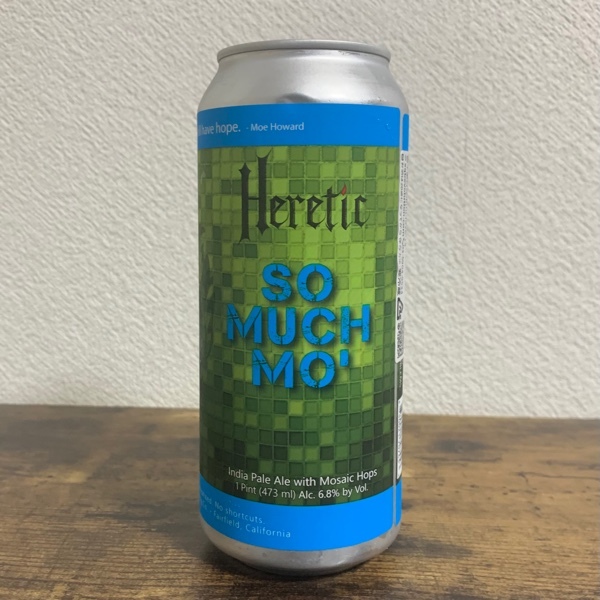 have hope. - Moe Howard
Heretic
SO
MUCH
MO'
India Pale Ale with Mosaic Hops
1 Pint (473 ml) Alc. 6.8% by Vol.
No shortcuts.
Fairfield, California